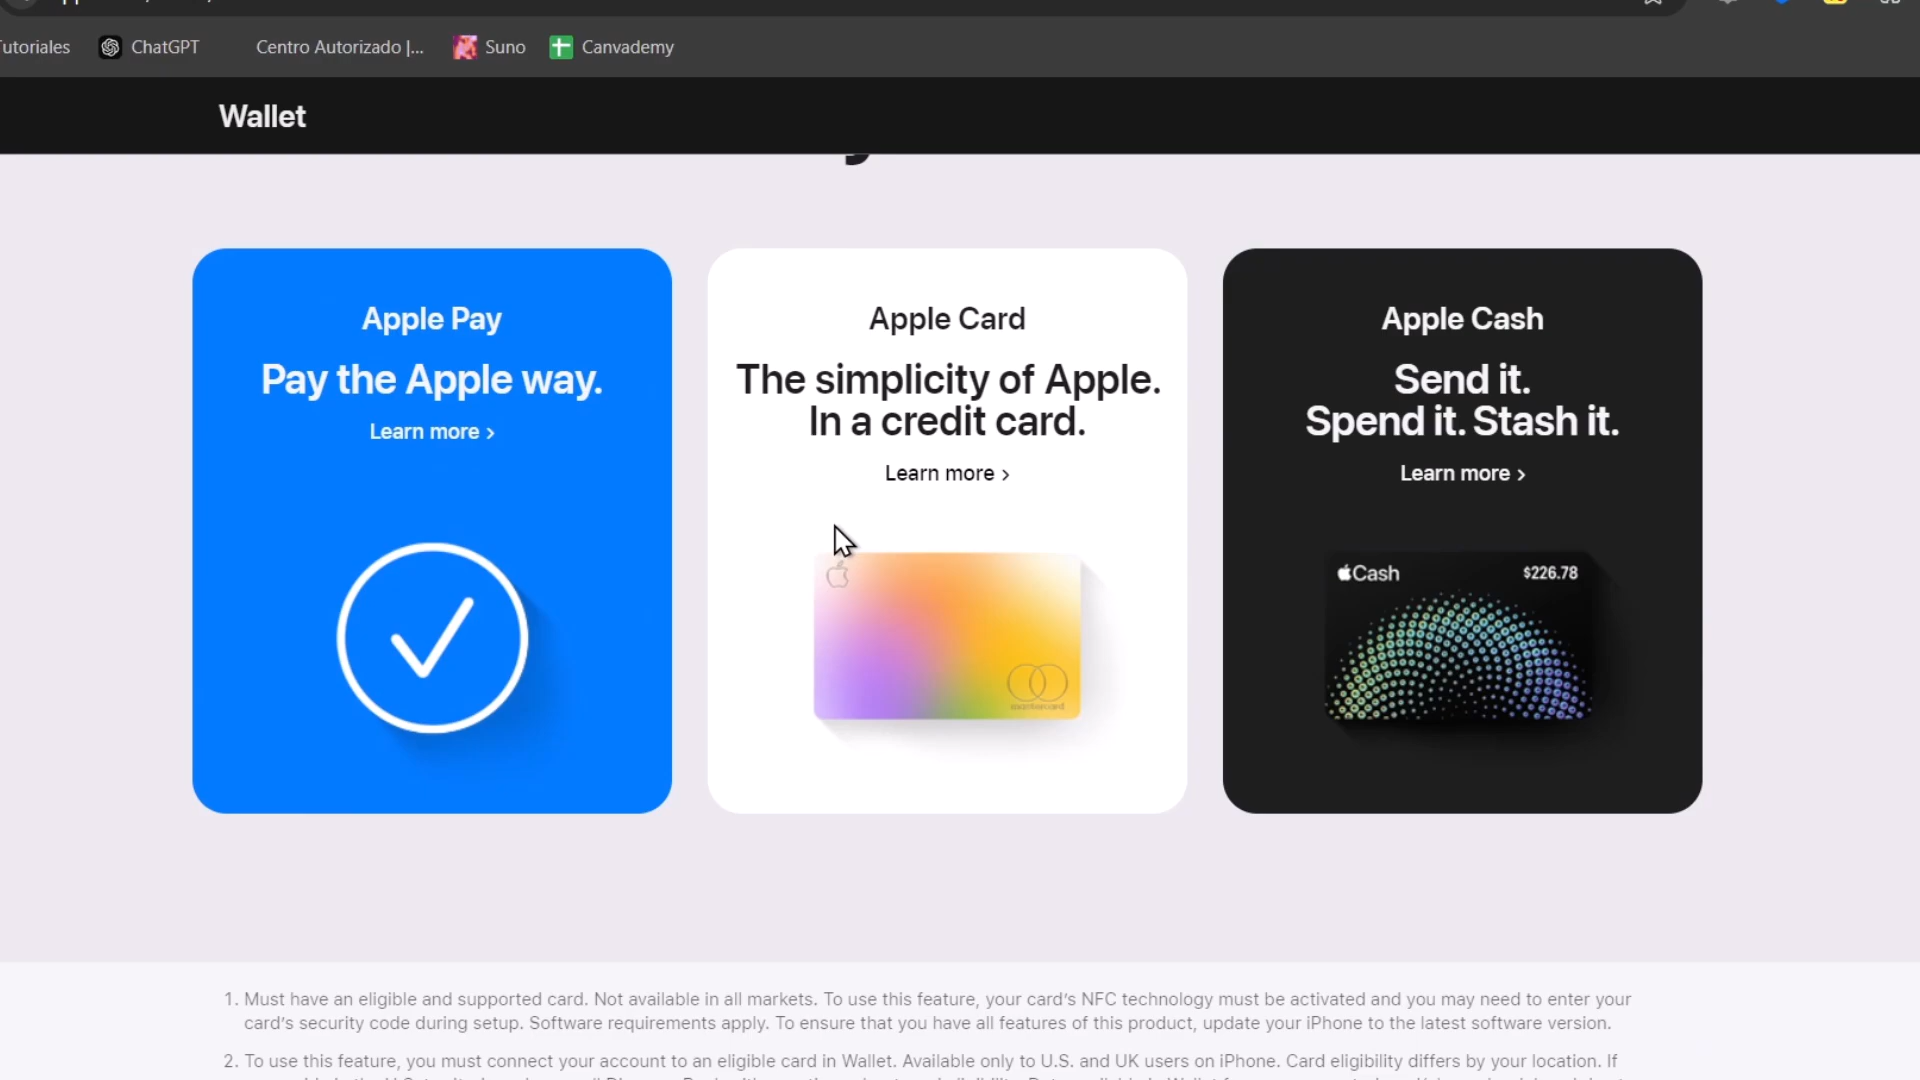 Tutoriales ChatGPT Centro Autorizado |... Suno Canvademy
Wallet
Apple Pay
Pay the Apple way.
Learn more >
Apple Card
The simplicity of Apple.
In a credit card.
Learn more >
mastercard
Apple Cash
Send it.
Spend it. Stash it.
Learn more >
Cash $226.78
1. Must have an eligible and supported card. Not available in all markets. To use this feature, your card’s NFC technology must be activated and you may need to enter your
card’s security code during setup. Software requirements apply. To ensure that you have all features of this product, update your iPhone to the latest software version.
2. To use this feature, you must connect your account to an eligible card in Wallet. Available only to U.S. and UK users on iPhone. Card eligibility differs by your location. If